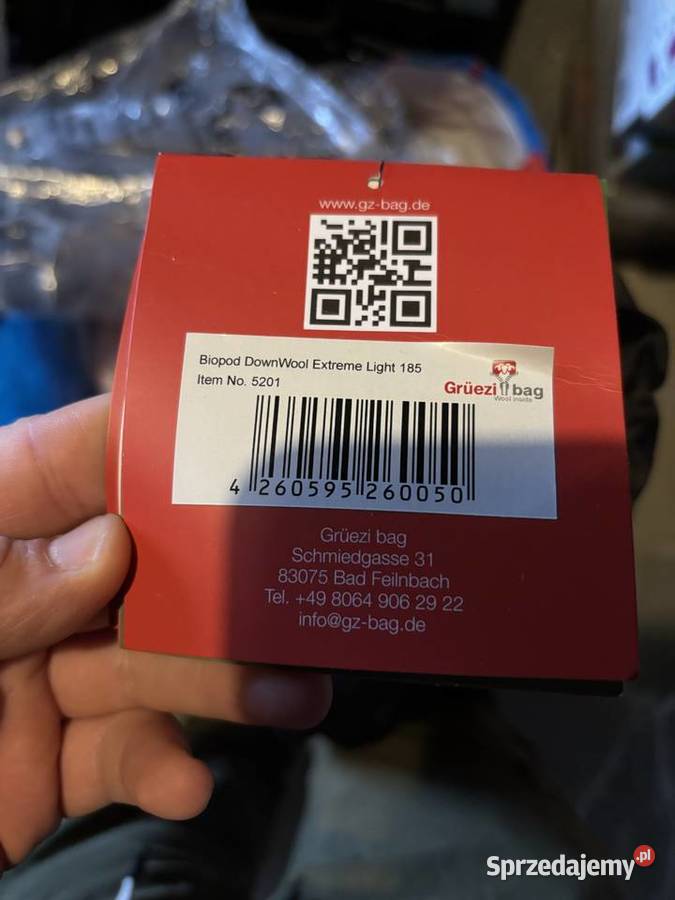 www.gz-bag.de
Biopod DownWool Extreme Light 185
Item No. 5201
Grüezi bag
Wool inside
4 260595 260050
Grüezi bag
Schmiedgasse 31
83075 Bad Feilnbach
Tel. +49 8064 906 29 22
info@gz-bag.de
Sprzedajemy.pl